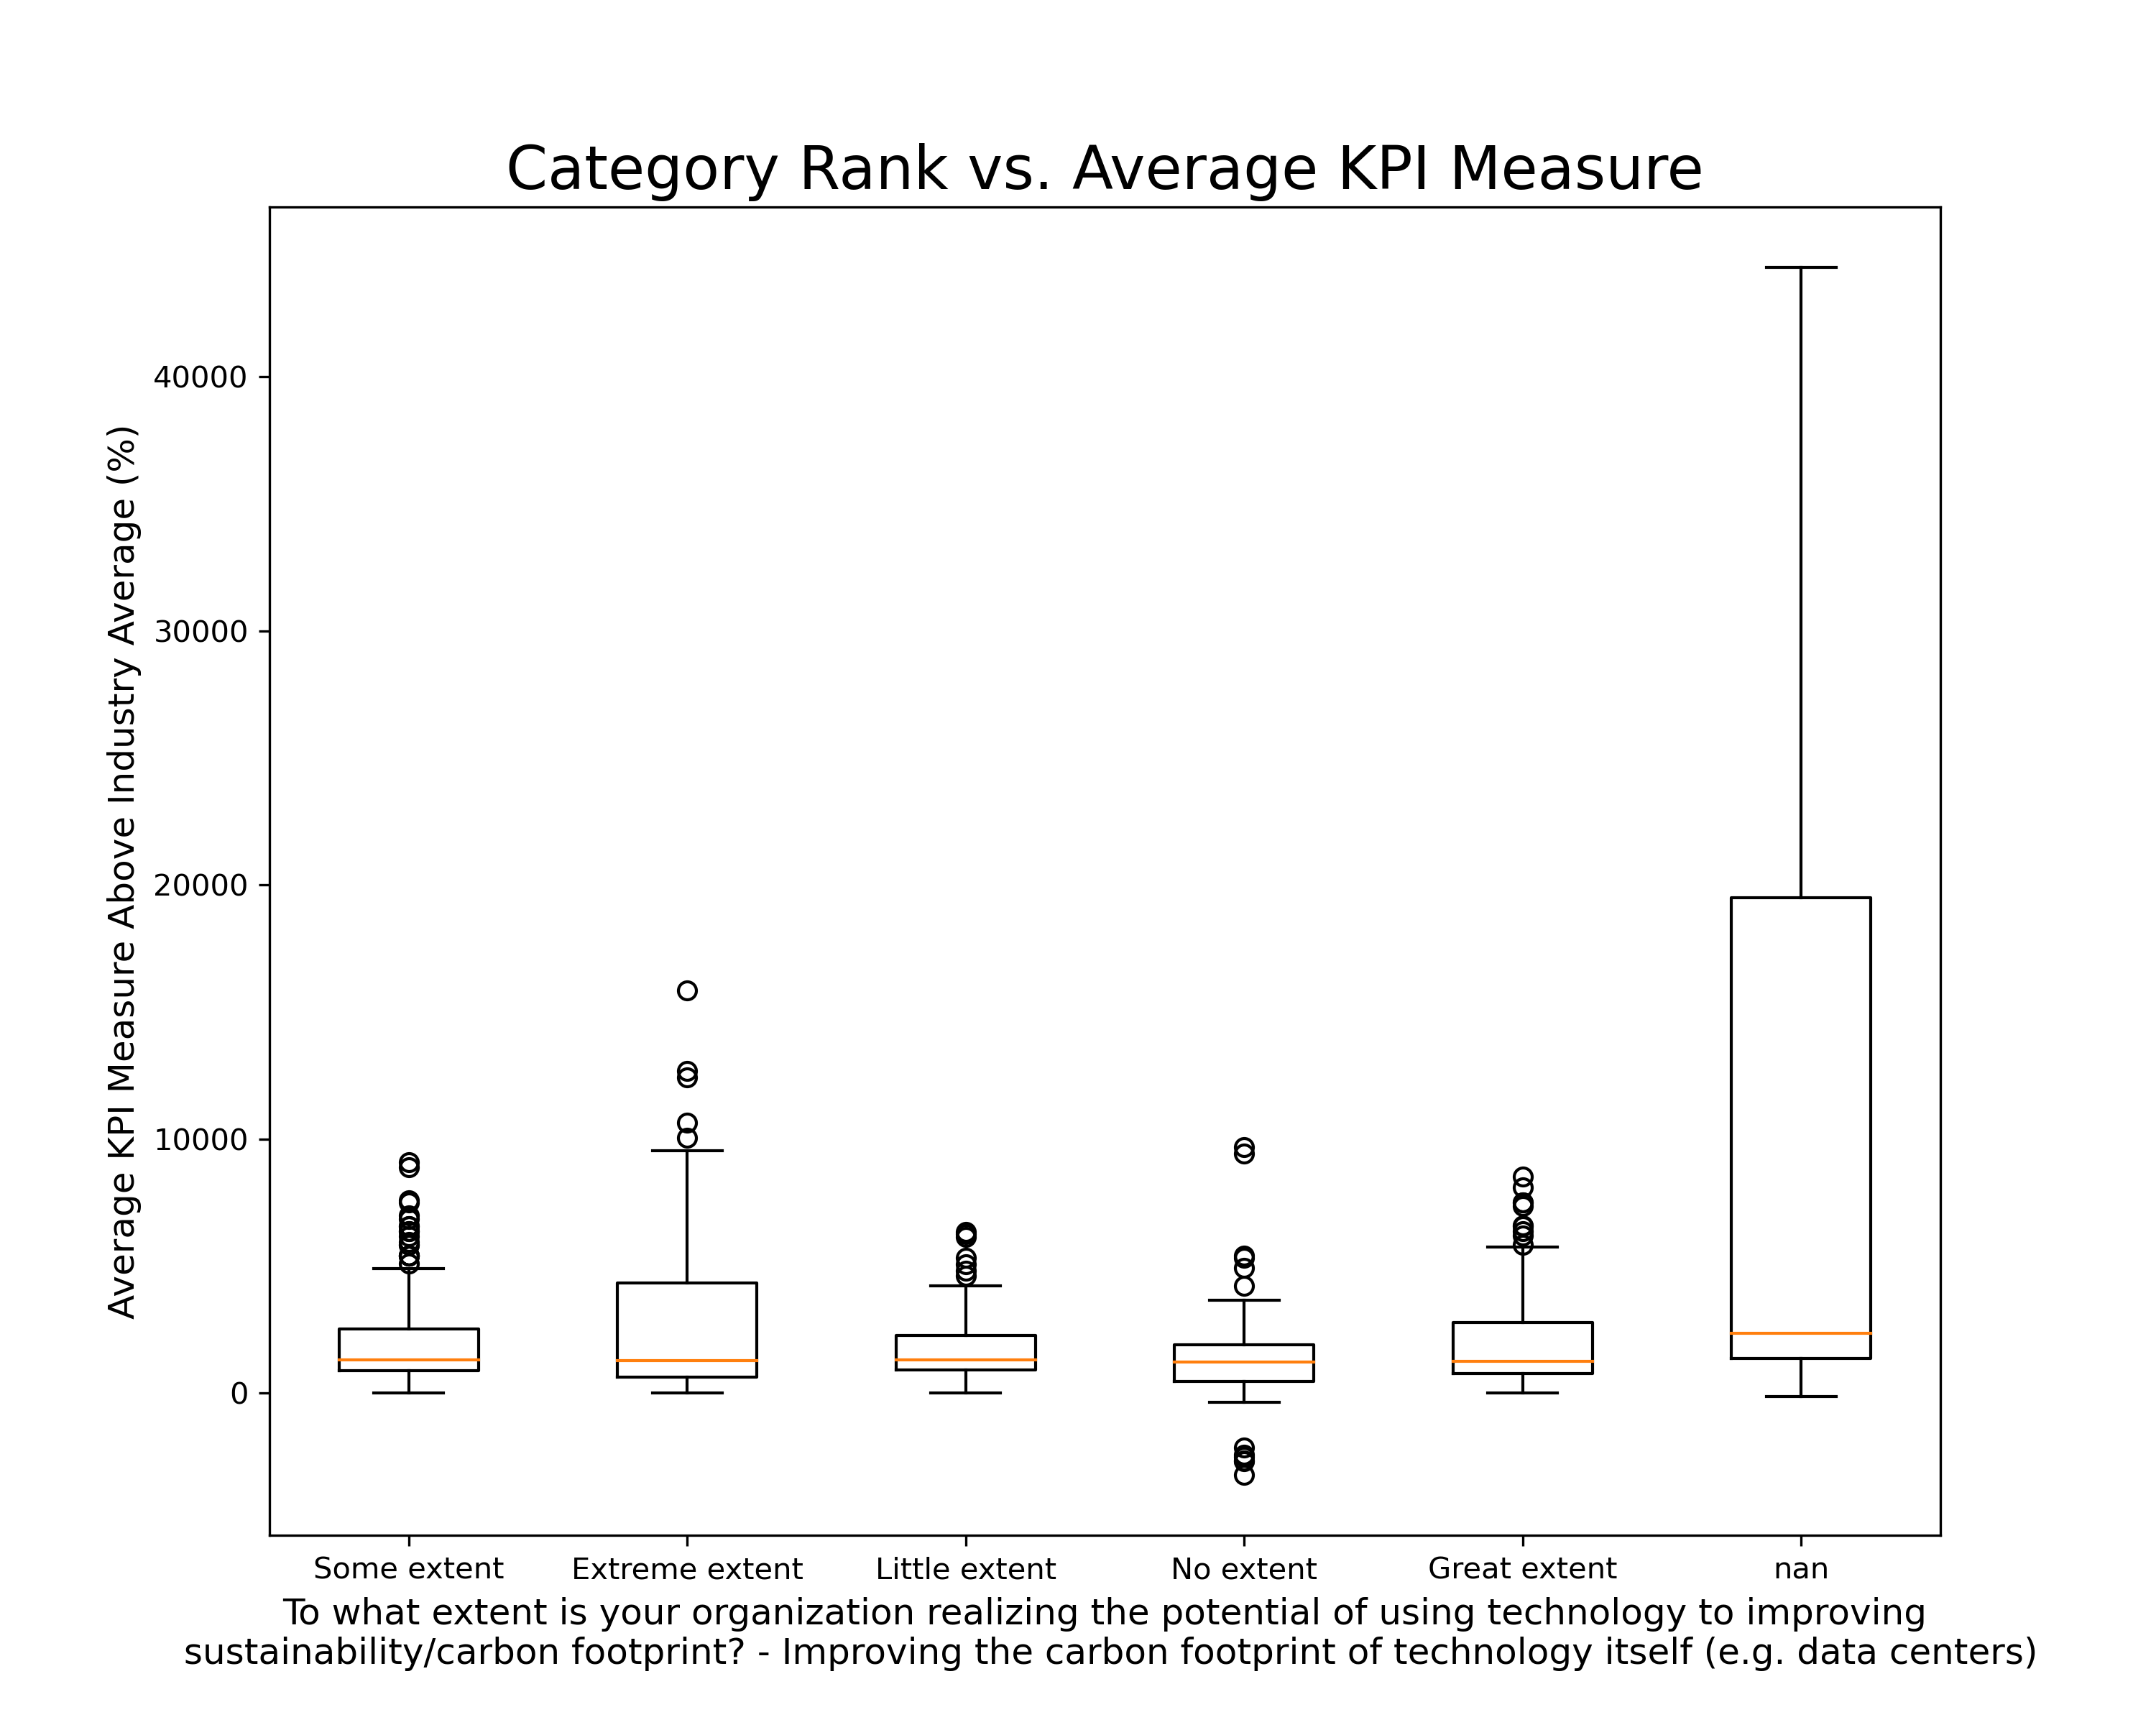 Category Rank vs. Average KPI Measure
Average KPI Measure Above Industry Average (%)
40000
30000
20000
10000
0
Some extent
Extreme extent
Little extent
No extent
Great extent
nan
To what extent is your organization realizing the potential of using technology to improving
sustainability/carbon footprint? - Improving the carbon footprint of technology itself (e.g. data centers)